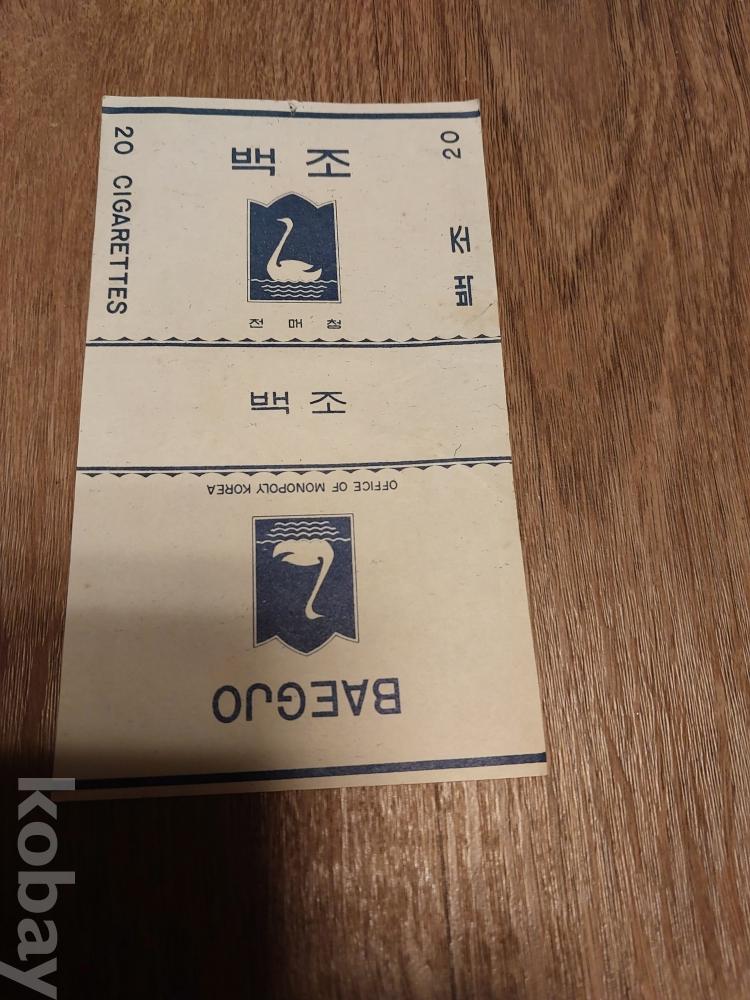 20 CIGARETTES
백 조
전 매 청
20 백 조
백 조
OFFICE OF MONOPOLY KOREA
BAEGJO
kobay